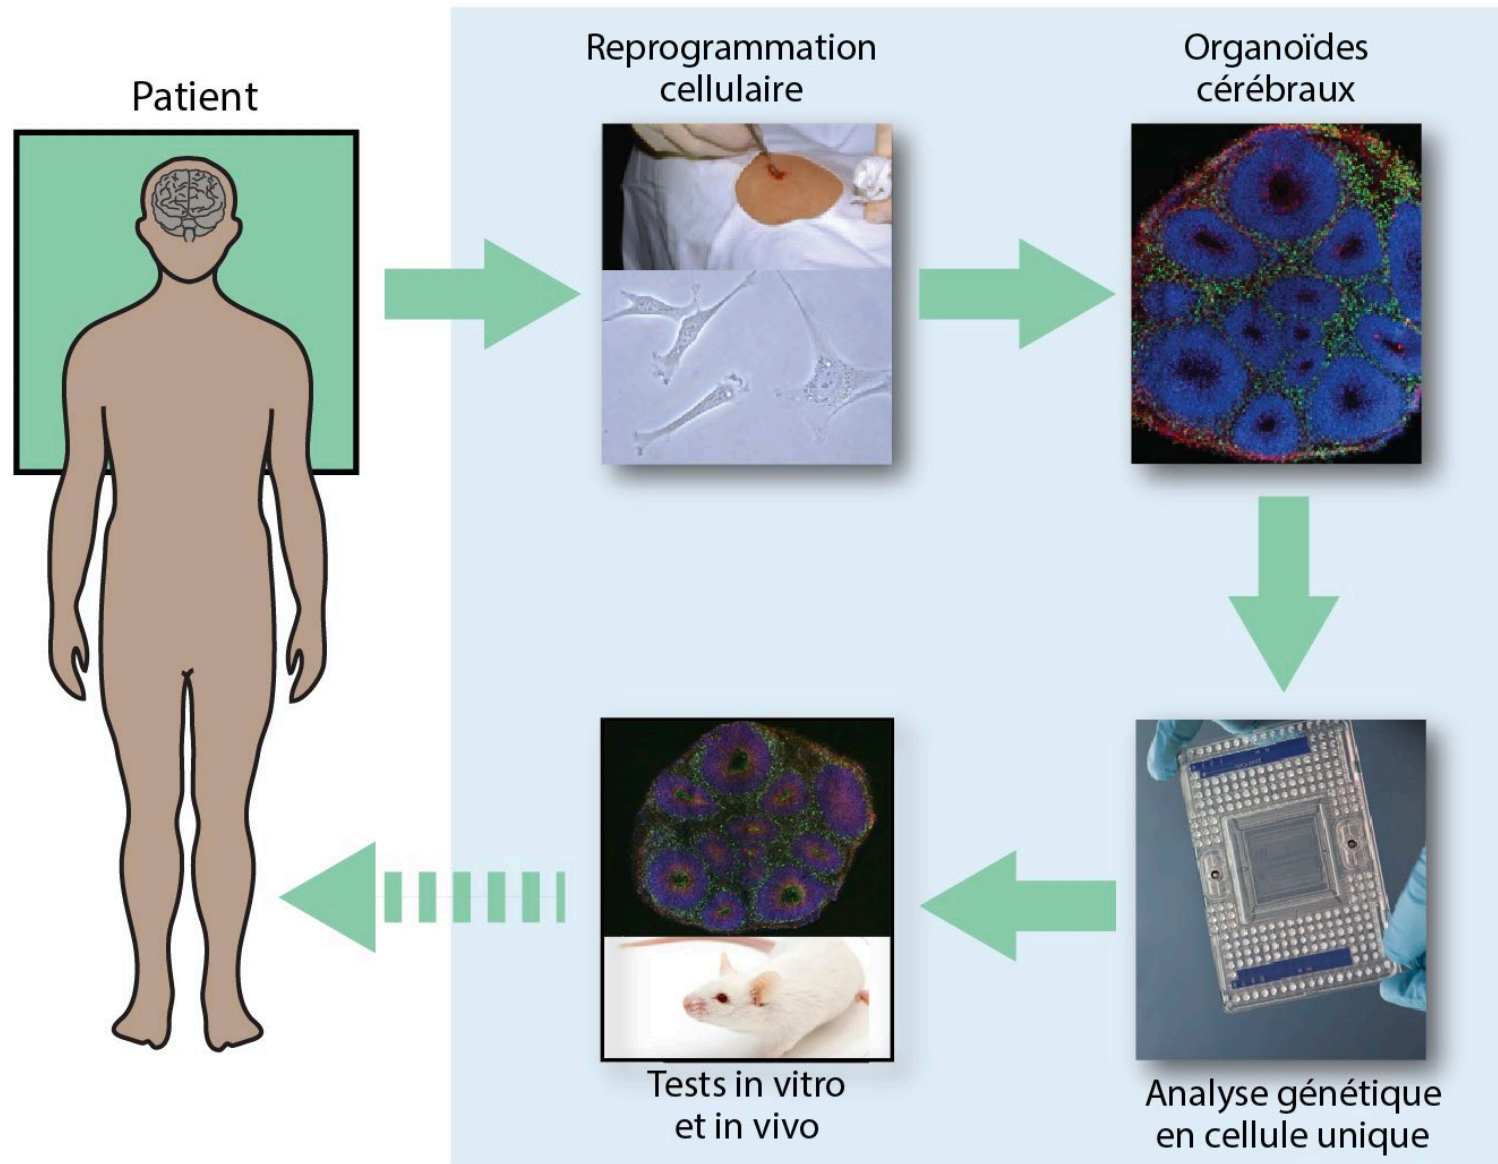 Patient
Reprogrammation
cellulaire
Organoïdes
cérébraux
Tests in vitro
et in vivo
Analyse génétique
en cellule unique